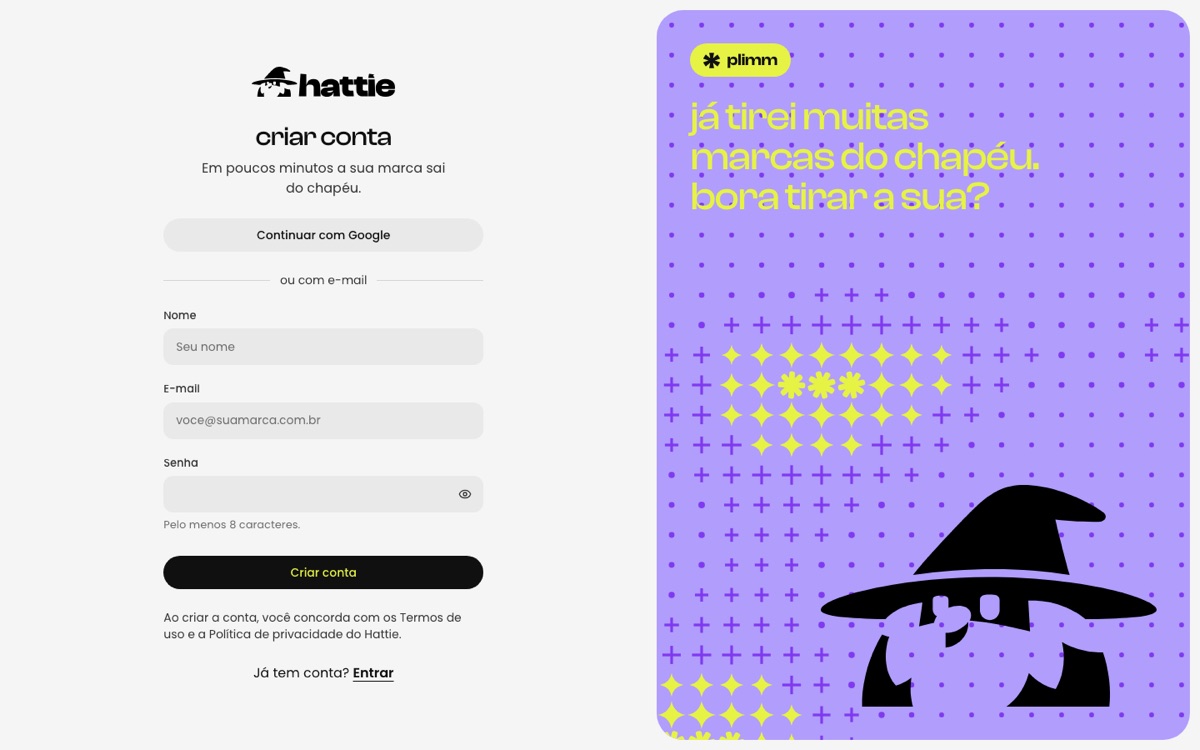 hattie
criar conta
Em poucos minutos a sua marca sai
do chapéu.
Continuar com Google
ou com e-mail
Nome
Seu nome
E-mail
voce@suamarca.com.br
Senha
Pelo menos 8 caracteres.
Criar conta
Ao criar a conta, você concorda com os Termos de
uso e a Política de privacidade do Hattie.
Já tem conta? Entrar
plimm
já tirei muitas
marcas do chapéu.
bora tirar a sua?